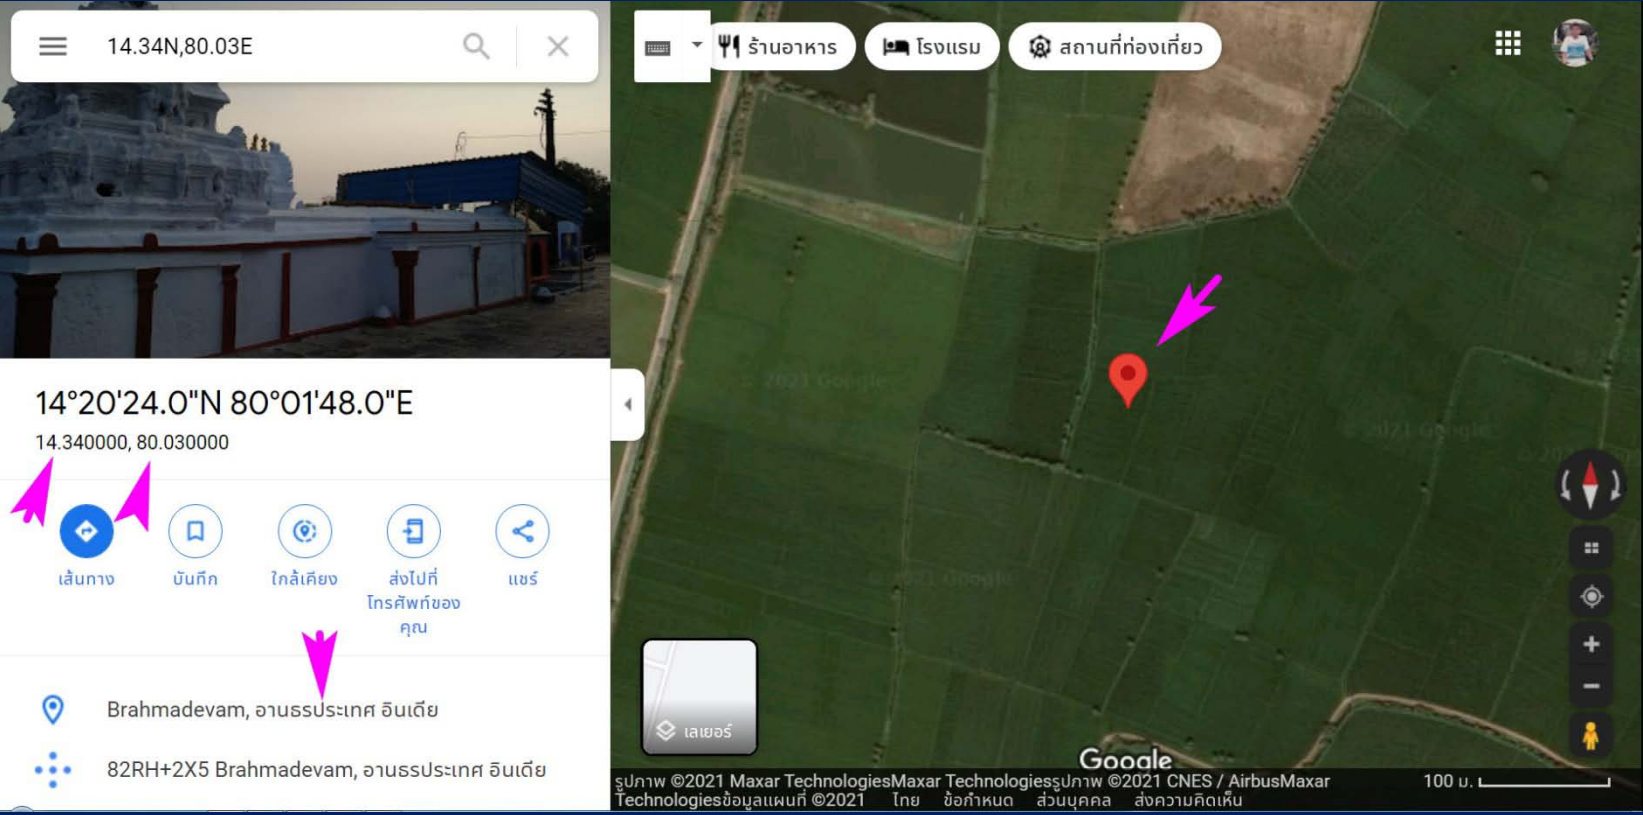 14.34N,80.03E
ร้านอาหาร
โรงแรม
สถานที่ท่องเที่ยว
14°20'24.0"N 80°01'48.0"E
14.340000, 80.030000
เส้นทาง
บันทึก
ใกล้เคียง
ส่งไปที่
โทรศัพท์ของ
คุณ
แชร์
Brahmadevam, อานธรประเทศ อินเดีย
82RH+2X5 Brahmadevam, อานธรประเทศ อินเดีย
© 2021 Google
© 2021 Google
© 2021 Google
เลเยอร์
Google
รูปภาพ ©2021 Maxar TechnologiesMaxar Technologiesรูปภาพ ©2021 CNES / AirbusMaxar
Technologiesข้อมูลแผนที่ ©2021 ไทย ข้อกำหนด ส่วนบุคคล ส่งความคิดเห็น
100 ม.